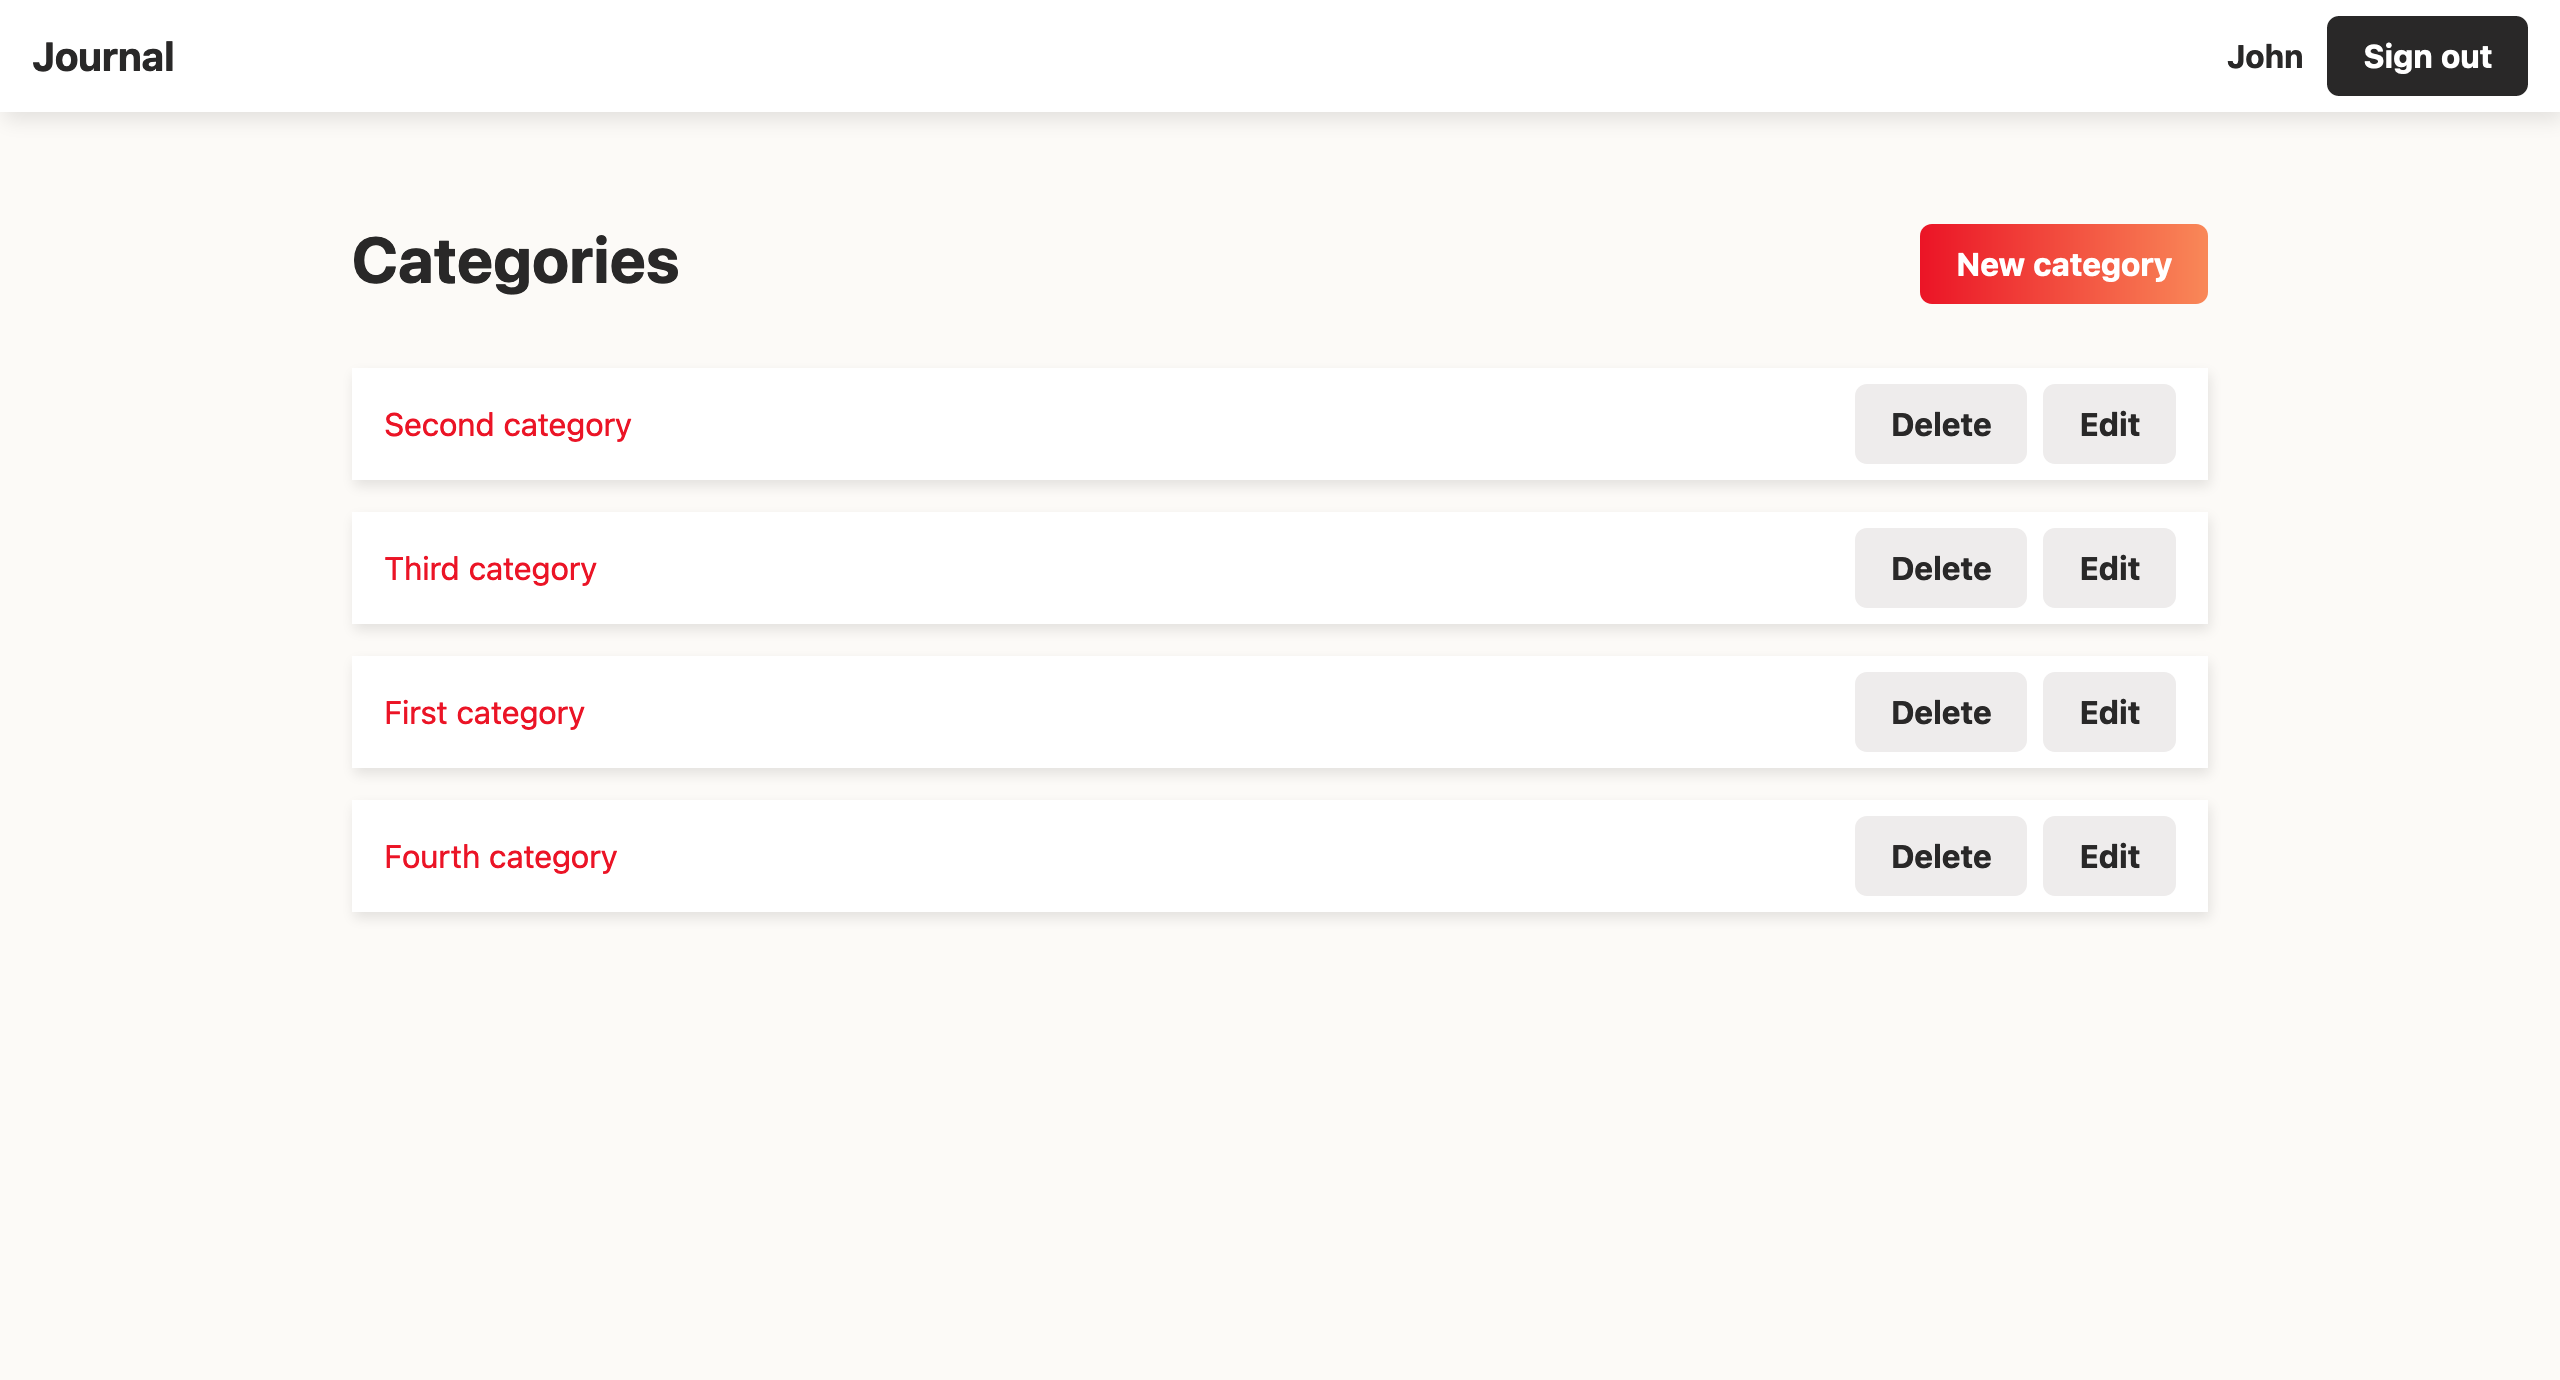 Journal John Sign out
Categories New category
Second category Delete Edit
Third category Delete Edit
First category Delete Edit
Fourth category Delete Edit